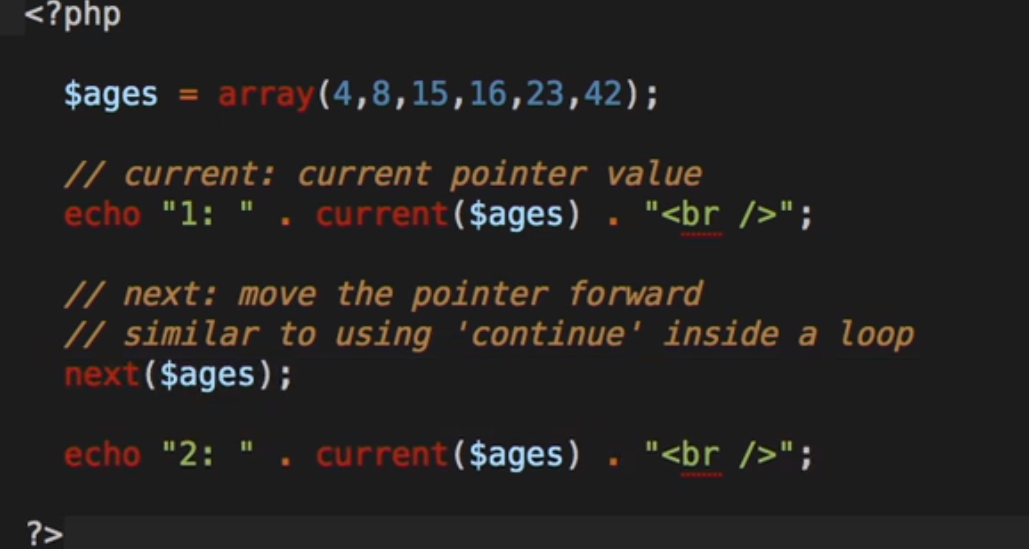 <?php
$ages = array(4,8,15,16,23,42);
// current: current pointer value
echo "1: " . current($ages) . "<br />";
// next: move the pointer forward
// similar to using 'continue' inside a loop
next($ages);
echo "2: " . current($ages) . "<br />";
?>